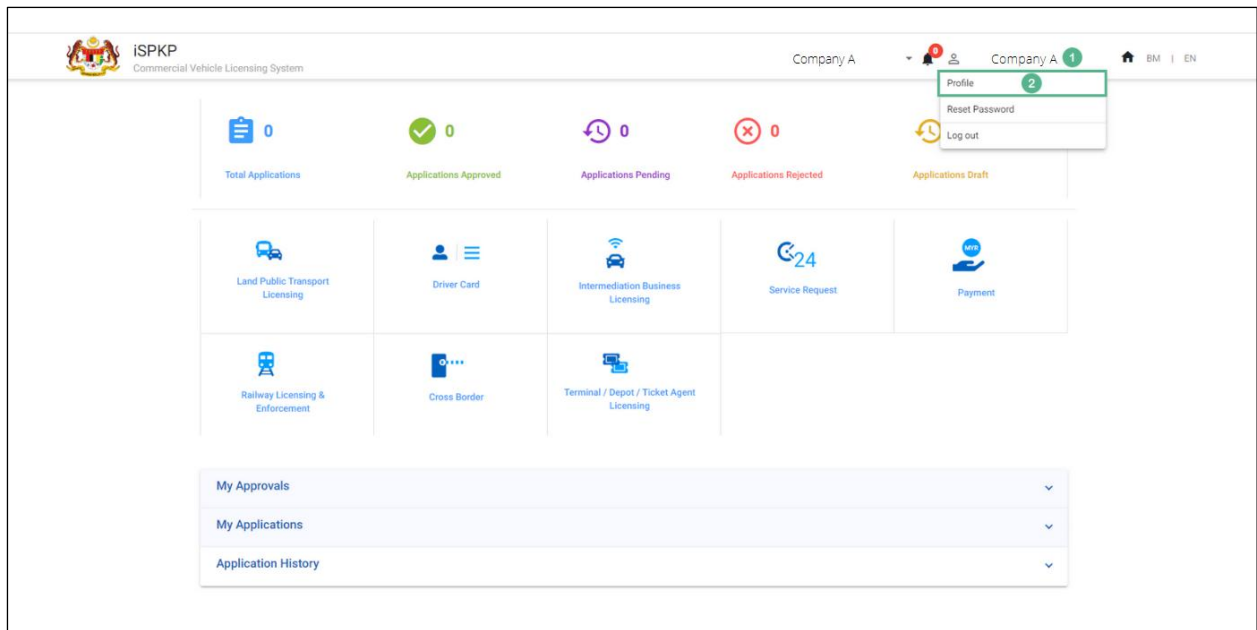 iSPKP
Commercial Vehicle Licensing System
Company A
0
Company A
1
BM | EN
Profile
2
Reset Password
Log out
0
0
0
0
Total Applications
Applications Approved
Applications Pending
Applications Rejected
Applications Draft
Land Public Transport
Licensing
Driver Card
Intermediation Business
Licensing
24
Service Request
MYR
Payment
Railway Licensing &
Enforcement
Cross Border
Terminal / Depot / Ticket Agent
Licensing
My Approvals
My Applications
Application History